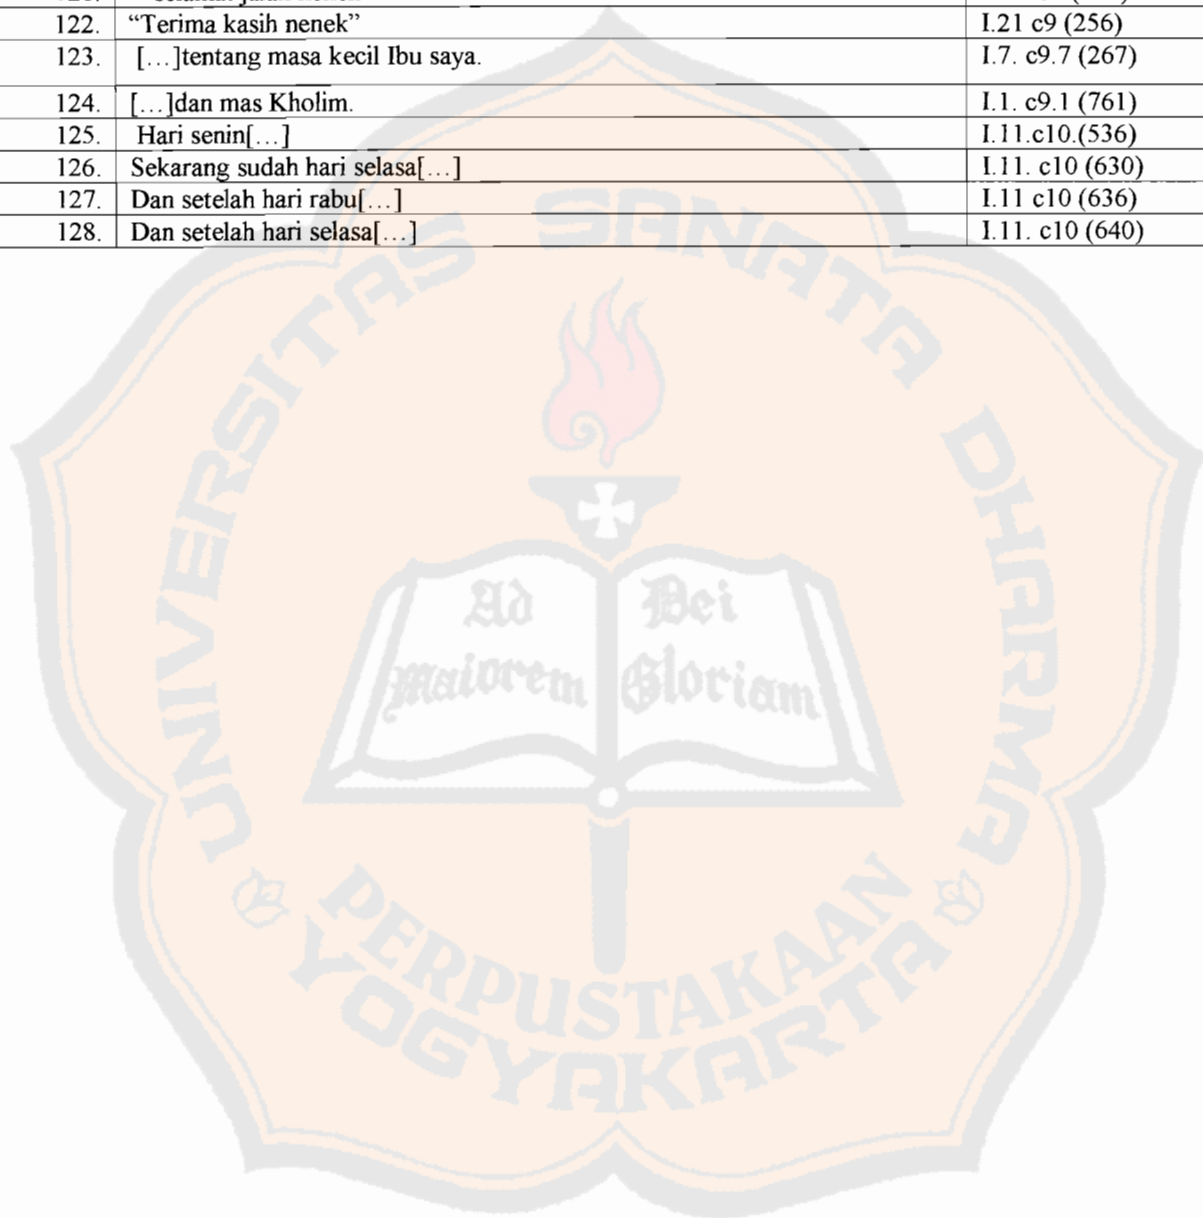 122. “Terima kasih nenek” I.21 c9 (256)
123. […]tentang masa kecil Ibu saya. I.7. c9.7 (267)
124. […]dan mas Kholim. I.1. c9.1 (761)
125. Hari senin[…] I.11.c10.(536)
126. Sekarang sudah hari selasa[…] I.11. c10 (630)
127. Dan setelah hari rabu[…] I.11 c10 (636)
128. Dan setelah hari selasa[…] I.11. c10 (640)
UNIVERSITAS SANATA DHARMA
Ad Dei
Maiorem Gloriam
PERPUSTAKAAN
YOGYAKARTA